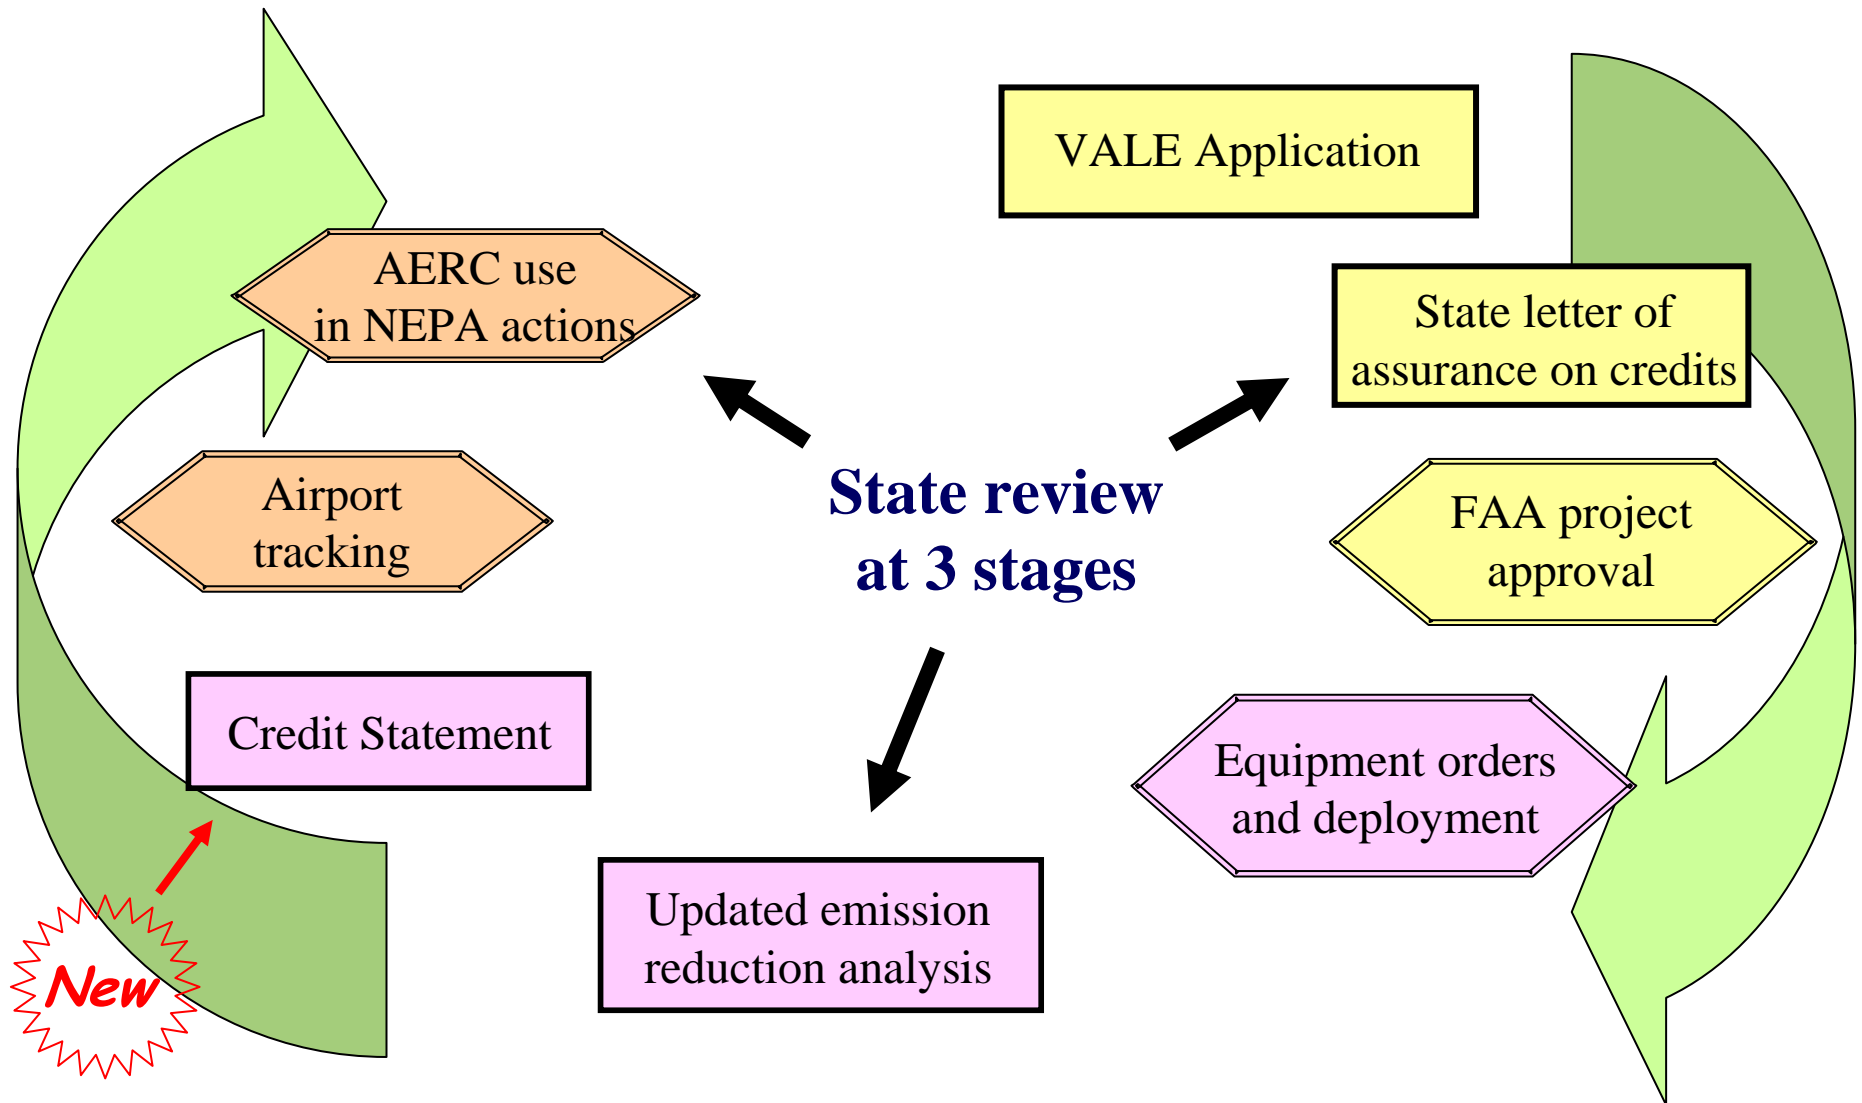 VALE Application
State letter of
assurance on credits
FAA project
approval
Equipment orders
and deployment
Updated emission
reduction analysis
Credit Statement
Airport
tracking
AERC use
in NEPA actions
State review
at 3 stages
New